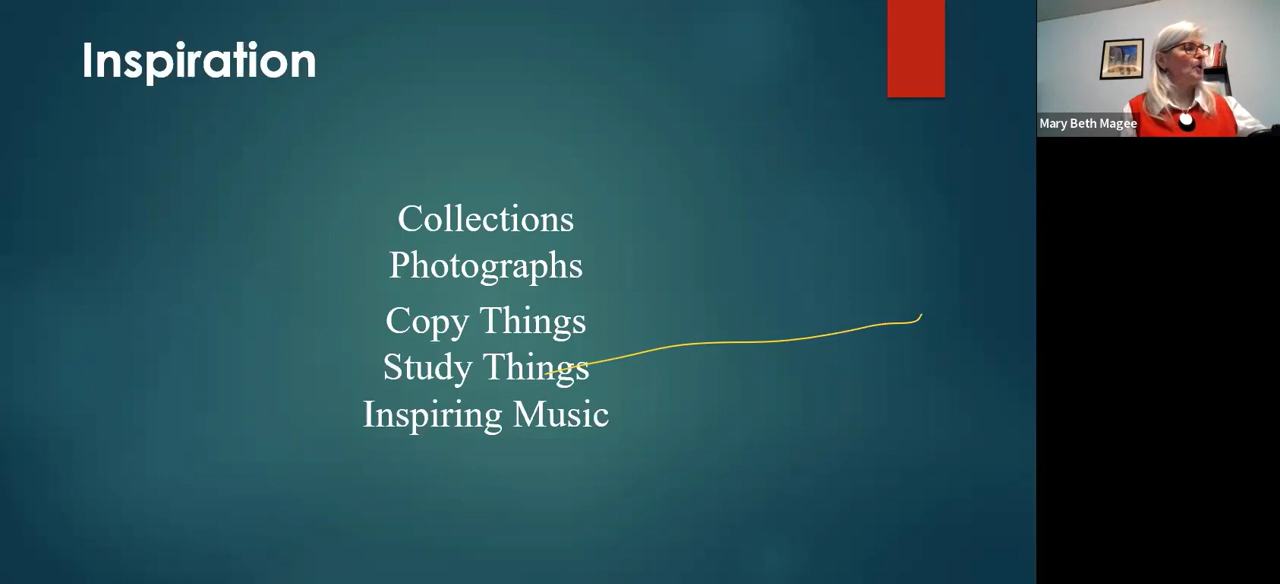 Inspiration
Collections
Photographs
Copy Things
Study Things
Inspiring Music
Mary Beth Magee